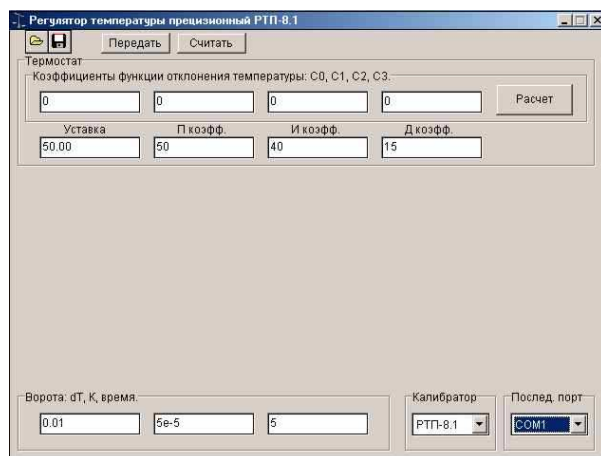 Регулятор температуры прецизионный РТП-8.1
Передать Считать
Термостат
Коэффициенты функции отклонения температуры: C0, C1, C2, C3.
0 0 0 0 Расчет
Уставка П коэфф. И коэфф. Д коэфф.
50.00 50 40 15
Ворота: dT, K, время. Калибратор Послед. порт
0.01 5e-5 5 РТП-8.1 COM1